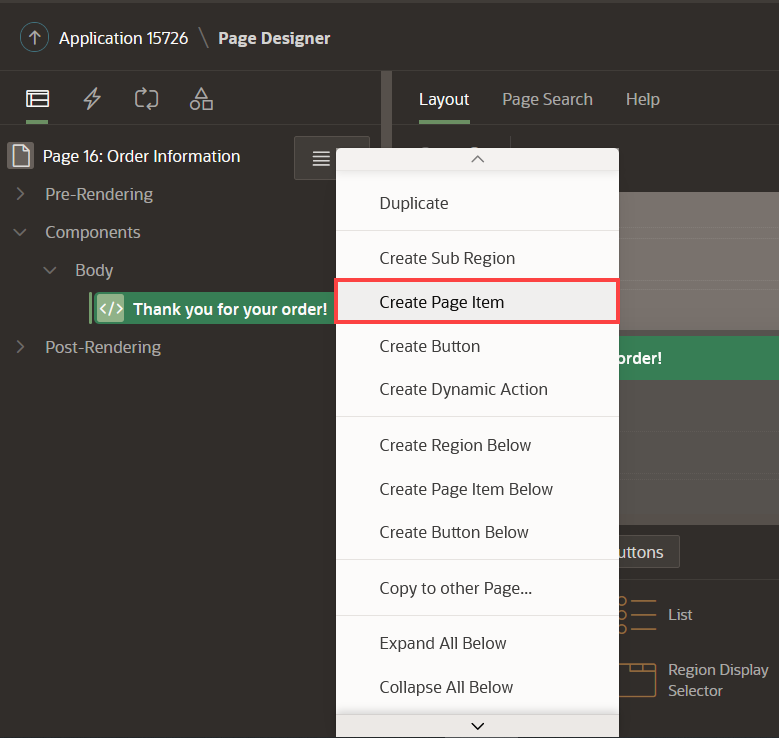 Application 15726 \ Page Designer
Layout Page Search Help
Page 16: Order Information
Pre-Rendering
Components
Body
</> Thank you for your order!
Post-Rendering
Duplicate
Create Sub Region
Create Page Item
Create Button
Create Dynamic Action
Create Region Below
Create Page Item Below
Create Button Below
Copy to other Page...
Expand All Below
Collapse All Below
order!
uttons
List
Region Display
Selector